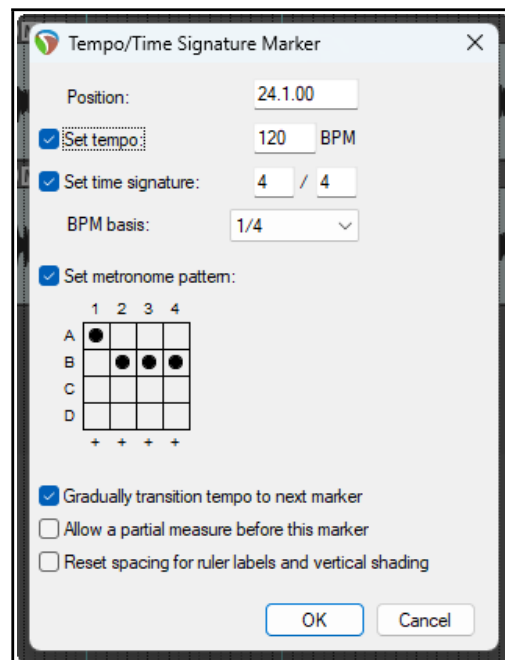 Tempo/Time Signature Marker
Position: 24.1.00
Set tempo: 120 BPM
Set time signature: 4 / 4
BPM basis: 1/4
Set metronome pattern:
1 2 3 4
A
B
C
D
+ + + +
Gradually transition tempo to next marker
Allow a partial measure before this marker
Reset spacing for ruler labels and vertical shading
OK Cancel